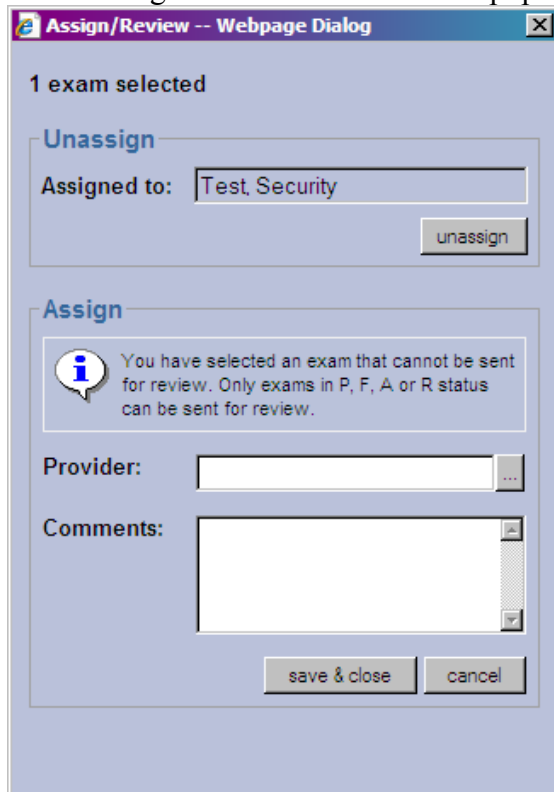 Assign/Review -- Webpage Dialog
1 exam selected
Unassign
Assigned to: Test, Security
unassign
Assign
You have selected an exam that cannot be sent
for review. Only exams in P, F, A or R status
can be sent for review.
Provider:
...
Comments:
save & close cancel